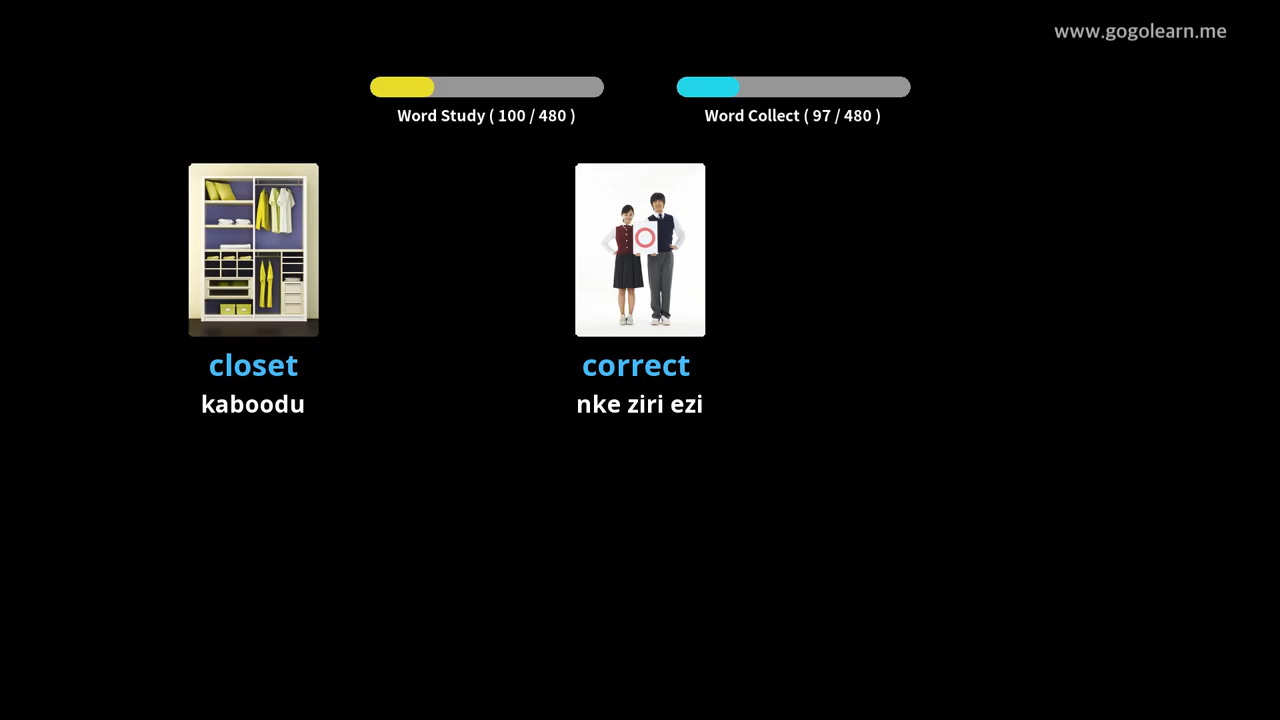 www.gogolearn.me
Word Study ( 100 / 480 )
Word Collect ( 97 / 480 )
closet
correct
kaboodu
nke ziri ezi